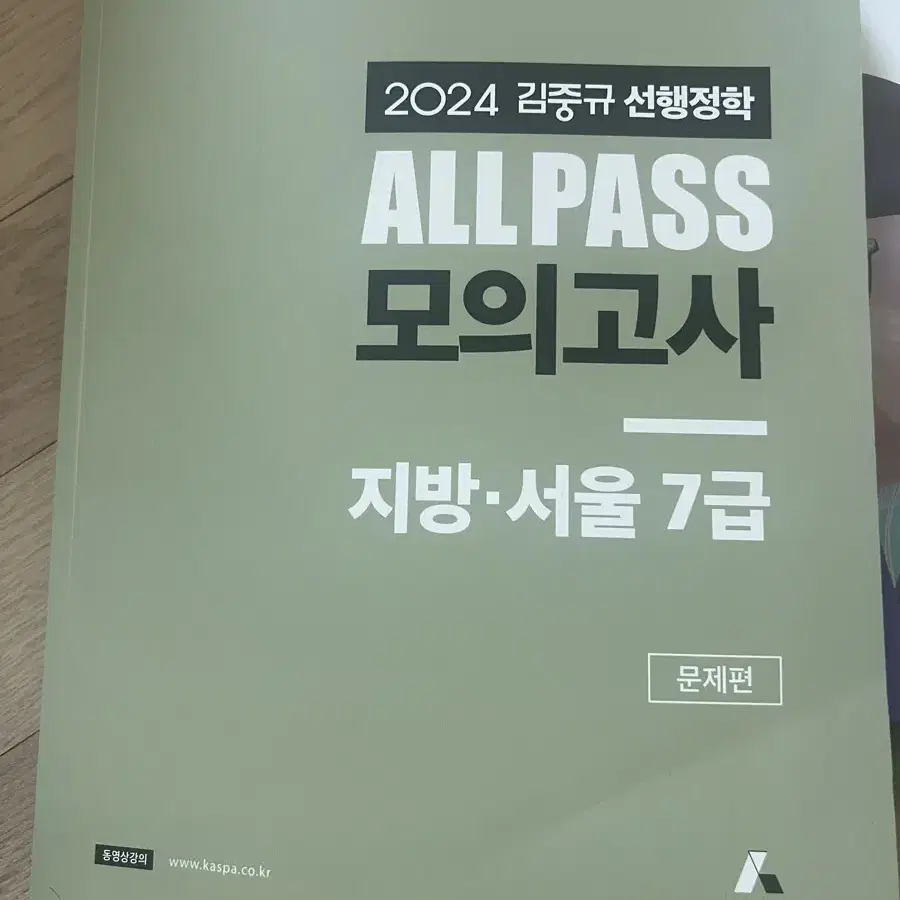 2024 김중규 선행정학
ALL PASS
모의고사
지방·서울 7급
문제편
동영상강의 www.kaspa.co.kr